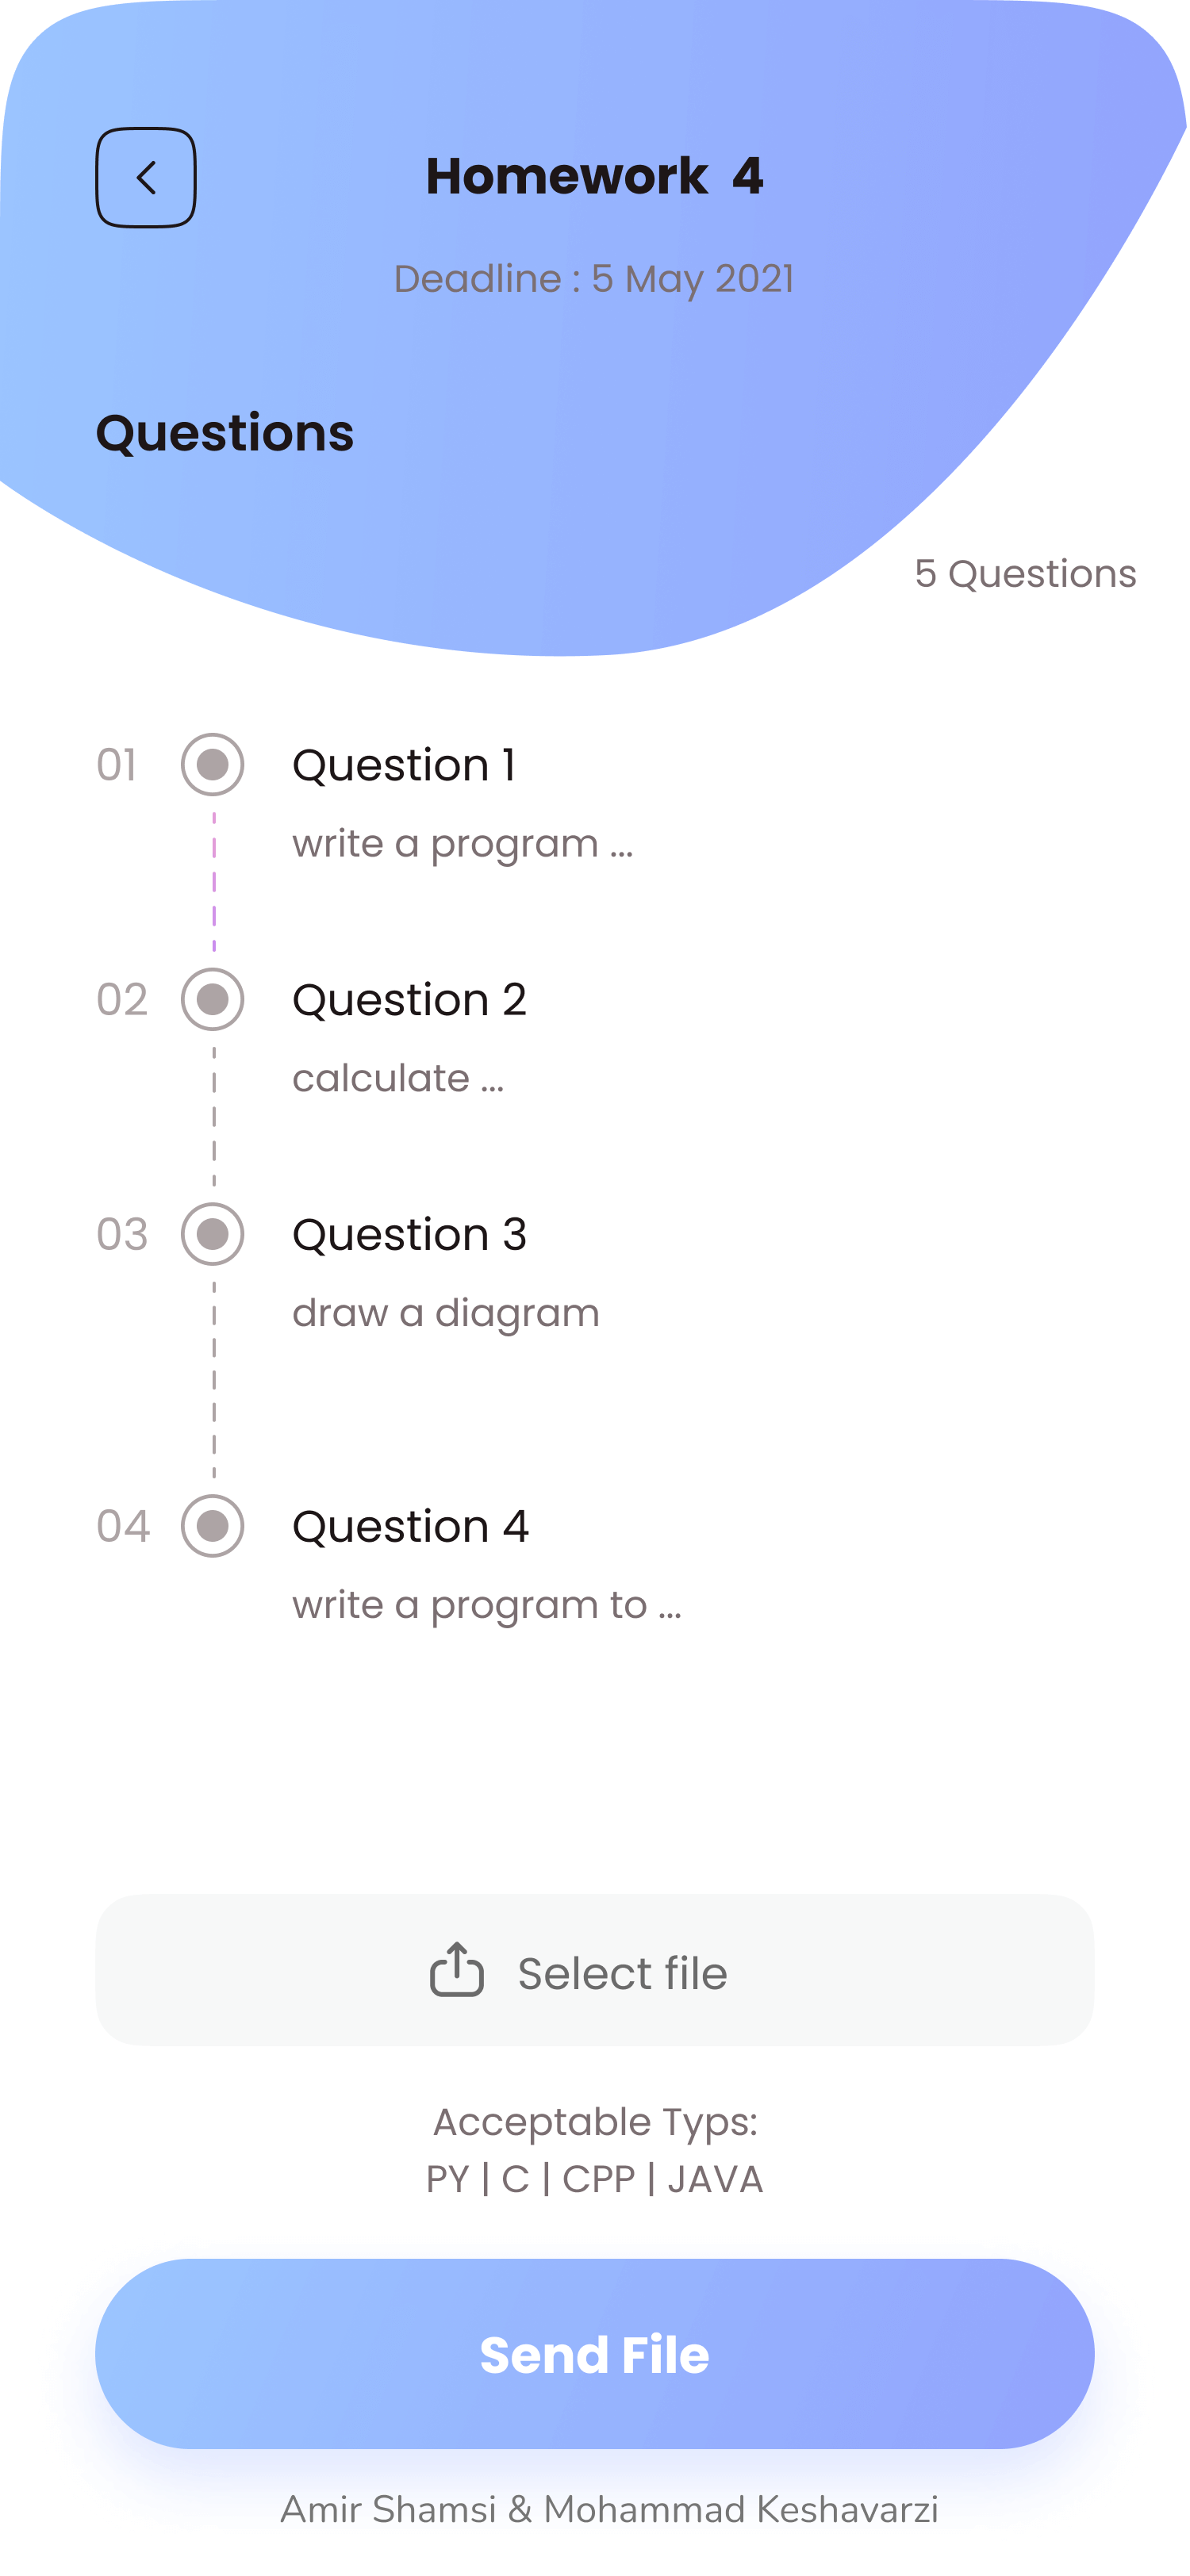 Homework 4
Deadline : 5 May 2021
Questions
5 Questions
01 Question 1
write a program ...
02 Question 2
calculate ...
03 Question 3
draw a diagram
04 Question 4
write a program to ...
Select file
Acceptable Typs:
PY | C | CPP | JAVA
Send File
Amir Shamsi & Mohammad Keshavarzi